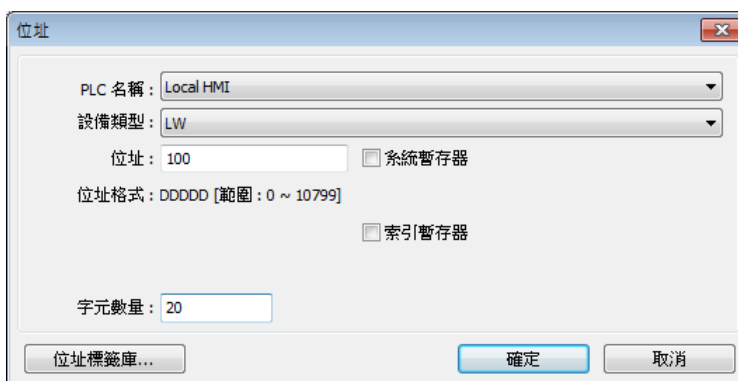 位址
PLC 名稱： Local HMI
設備類型： LW
位址： 100 系統暫存器
位址格式：DDDDD [範圍：0 ~ 10799]
索引暫存器
字元數量： 20
位址標籤庫... 確定 取消